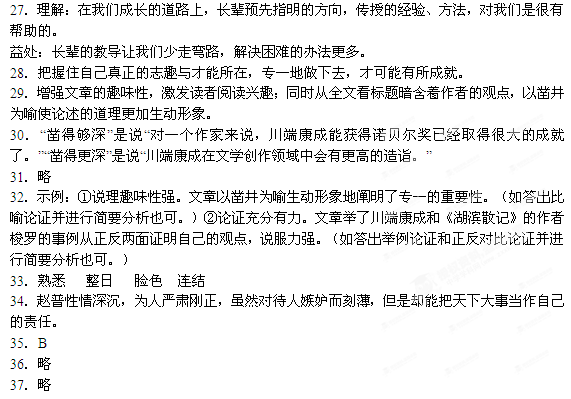 27．理解：在我们成长的道路上，长辈预先指明的方向，传授的经验、方法，对我们是很有
帮助的。
益处：长辈的教导让我们少走弯路，解决困难的办法更多。
28．把握住自己真正的志趣与才能所在，专一地做下去，才可能有所成就。
29．增强文章的趣味性，激发读者阅读兴趣；同时从全文看标题暗含着作者的观点，以凿井
为喻使论述的道理更加生动形象。
30．“凿得够深”是说“对一个作家来说，川端康成能获得诺贝尔奖已经取得很大的成就
了。”“凿得更深”是说“川端康成在文学创作领域中会有更高的造诣。”
31．略
32．示例：①说理趣味性强。文章以凿井为喻生动形象地阐明了专一的重要性。（如答出比
喻论证并进行简要分析也可。）②论证充分有力。文章举了川端康成和《湖滨散记》的作者
梭罗的事例从正反两面证明自己的观点，说服力强。（如答出举例论证和正反对比论证并进
行简要分析也可。）
33．熟悉 整日 脸色 连结
34．赵普性情深沉，为人严肃刚正，虽然对待人嫉妒而刻薄，但是却能把天下大事当作自己
的责任。
35．B
36．略
37．略